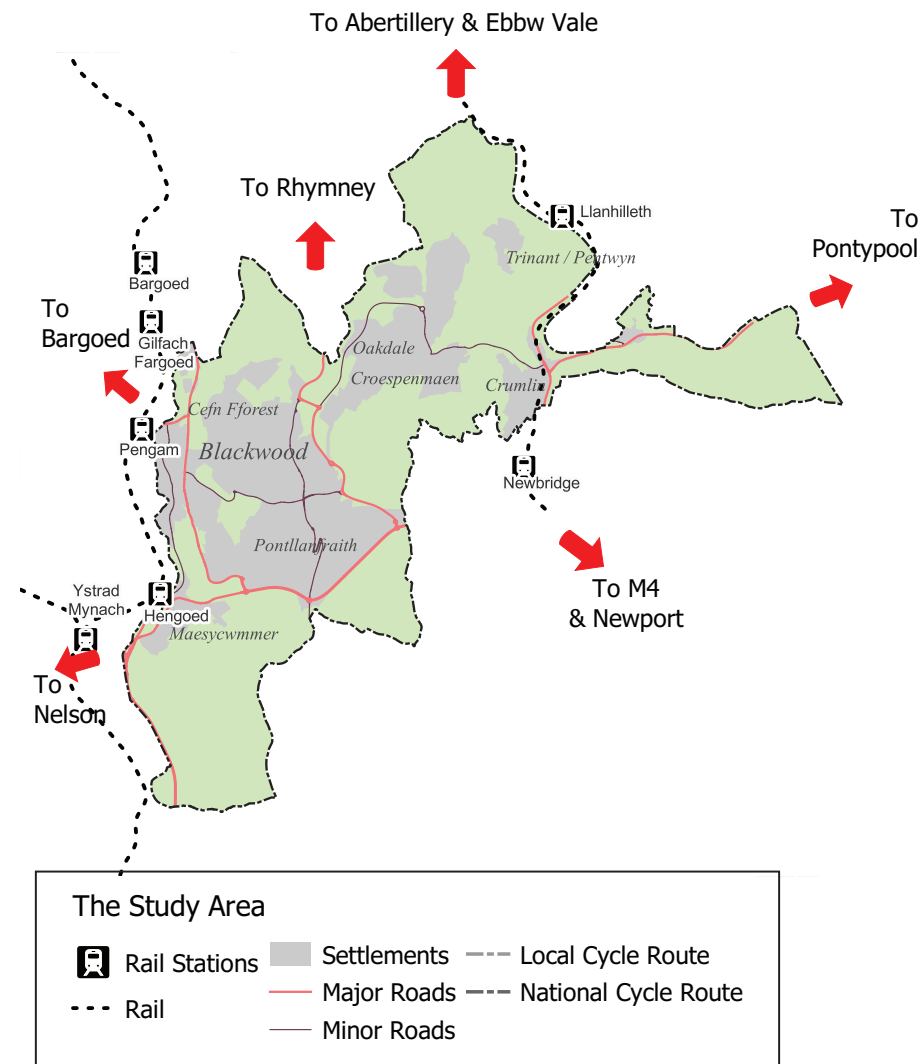 To Abertillery & Ebbw Vale
To Rhymney
Llanhilleth
To
Pontypool
Trinant / Pentwyn
Bargoed
To
Bargoed
Gilfach
Fargoed
Oakdale
Croespenmaen
Crumlin
Cefn Fforest
Pengam
Blackwood
Newbridge
Pontllanfraith
To M4
& Newport
Ystrad
Mynach
Hengoed
Maesycwmmer
To
Nelson
The Study Area
Rail Stations
Settlements
Local Cycle Route
Rail
Major Roads
National Cycle Route
Minor Roads